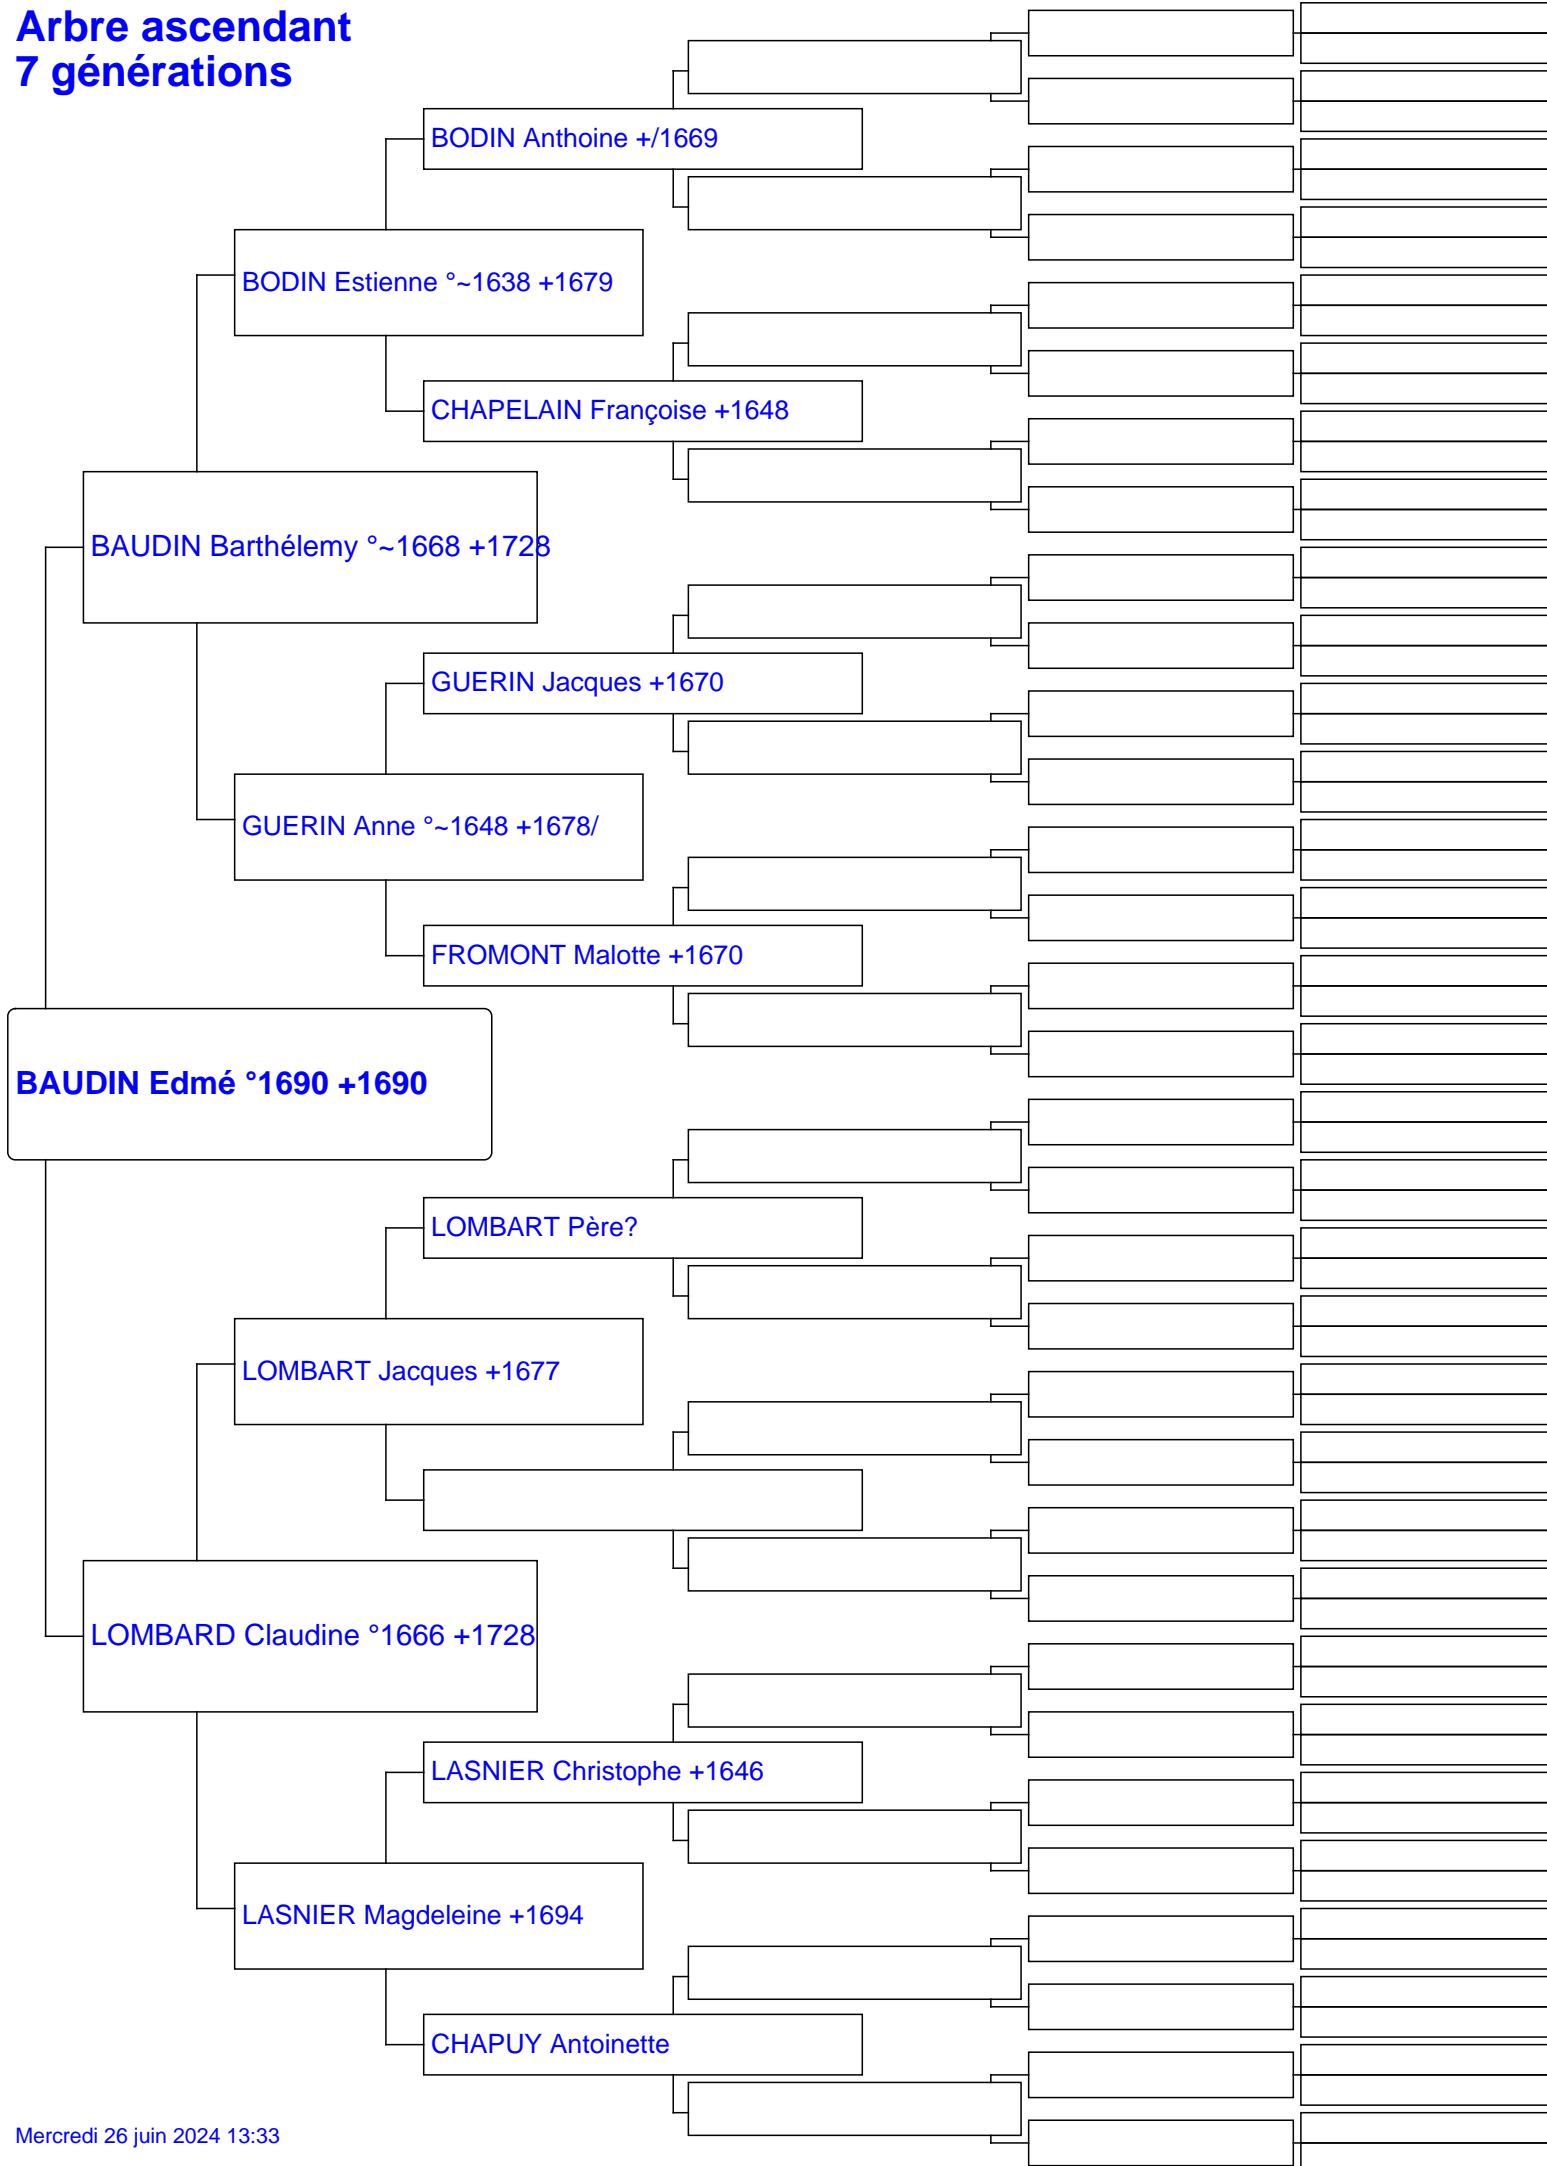 Arbre ascendant
7 générations
BODIN Anthoine +/1669
BODIN Estienne °~1638 +1679
CHAPELAIN Françoise +1648
BAUDIN Barthélemy °~1668 +1728
GUERIN Jacques +1670
GUERIN Anne °~1648 +1678/
FROMONT Malotte +1670
BAUDIN Edmé °1690 +1690
LOMBART Père?
LOMBART Jacques +1677
LOMBARD Claudine °1666 +1728
LASNIER Christophe +1646
LASNIER Magdeleine +1694
CHAPUY Antoinette
Mercredi 26 juin 2024 13:33